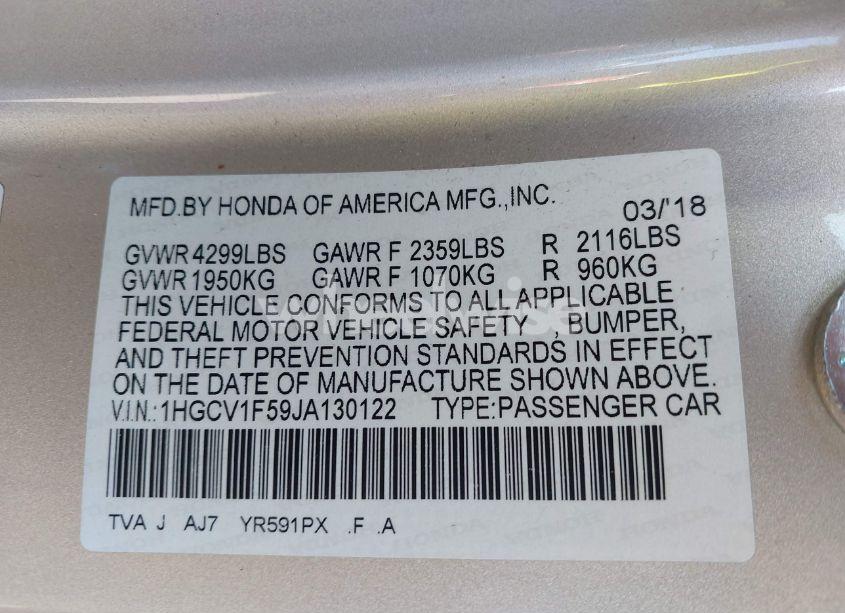 MFD.BY HONDA OF AMERICA MFG.,INC. 03/'18
GVWR 4299LBS GAWR F 2359LBS R 2116LBS
GVWR 1950KG GAWR F 1070KG R 960KG
THIS VEHICLE CONFORMS TO ALL APPLICABLE
FEDERAL MOTOR VEHICLE SAFETY , BUMPER,
AND THEFT PREVENTION STANDARDS IN EFFECT
ON THE DATE OF MANUFACTURE SHOWN ABOVE.
V.I.N.:1HGCV1F59JA130122 TYPE:PASSENGER CAR
TVA J AJ7 YR591PX .F .A